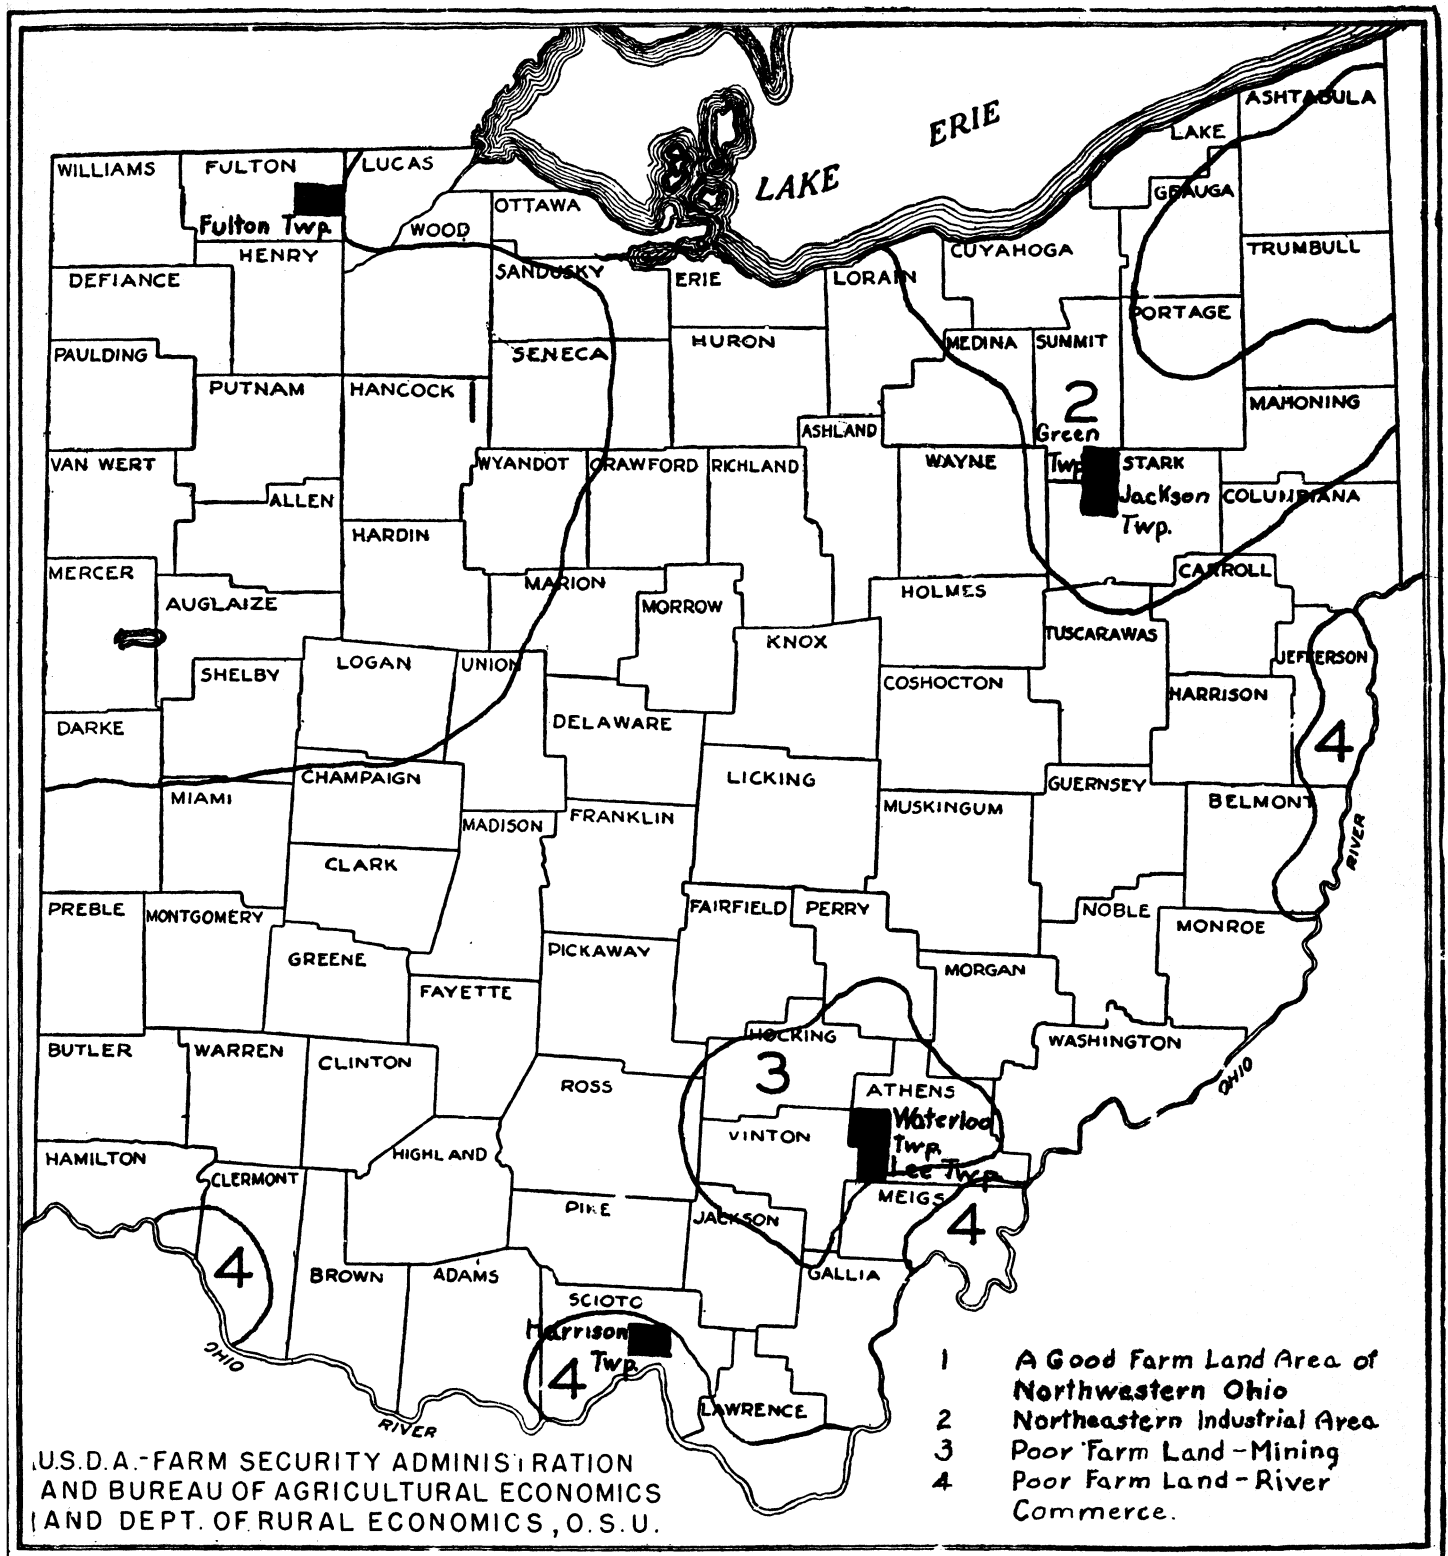 ERIE
LAKE
ASHTABULA
LAKE
GEAUGA
WILLIAMS
FULTON
LUCAS
Fulton Twp.
WOOD
OTTAWA
HENRY
CUYAHOGA
TRUMBULL
DEFIANCE
SANDUSKY
ERIE
LORAIN
PORTAGE
PAULDING
SENECA
HURON
MEDINA
SUMMIT
PUTNAM
HANCOCK
1
2
MAHONING
ASHLAND
Green
Twp.
VAN WERT
WYANDOT
CRAWFORD
RICHLAND
WAYNE
STARK
Jackson
Twp.
COLUMBIANA
ALLEN
HARDIN
MERCER
AUGLAIZE
MARION
MORROW
HOLMES
CARROLL
KNOX
TUSCARAWAS
JEFFERSON
SHELBY
LOGAN
UNION
COSHOCTON
HARRISON
DARKE
DELAWARE
4
CHAMPAIGN
LICKING
GUERNSEY
MIAMI
MADISON
FRANKLIN
MUSKINGUM
BELMONT
RIVER
CLARK
PREBLE
MONTGOMERY
FAIRFIELD
PERRY
NOBLE
MONROE
GREENE
PICKAWAY
MORGAN
FAYETTE
BUTLER
WARREN
CLINTON
HOCKING
3
WASHINGTON
OHIO
ROSS
ATHENS
Waterloo
Twp.
Lee Twp.
VINTON
HAMILTON
CLERMONT
HIGHLAND
MEIGS
4
PIKE
JACKSON
4
BROWN
ADAMS
GALLIA
SCIOTO
Harrison
Twp.
4
OHIO
RIVER
LAWRENCE
1 A Good Farm Land Area of
Northwestern Ohio
2 Northeastern Industrial Area
3 Poor Farm Land-Mining
4 Poor Farm Land-River
Commerce.
U.S.D.A.-FARM SECURITY ADMINISTRATION
AND BUREAU OF AGRICULTURAL ECONOMICS
AND DEPT. OF RURAL ECONOMICS, O.S.U.